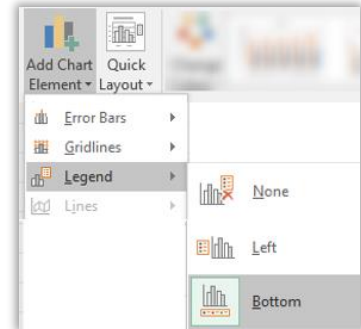 Add Chart Quick
Element Layout
Error Bars
Gridlines
Legend
Lines
None
Left
Bottom